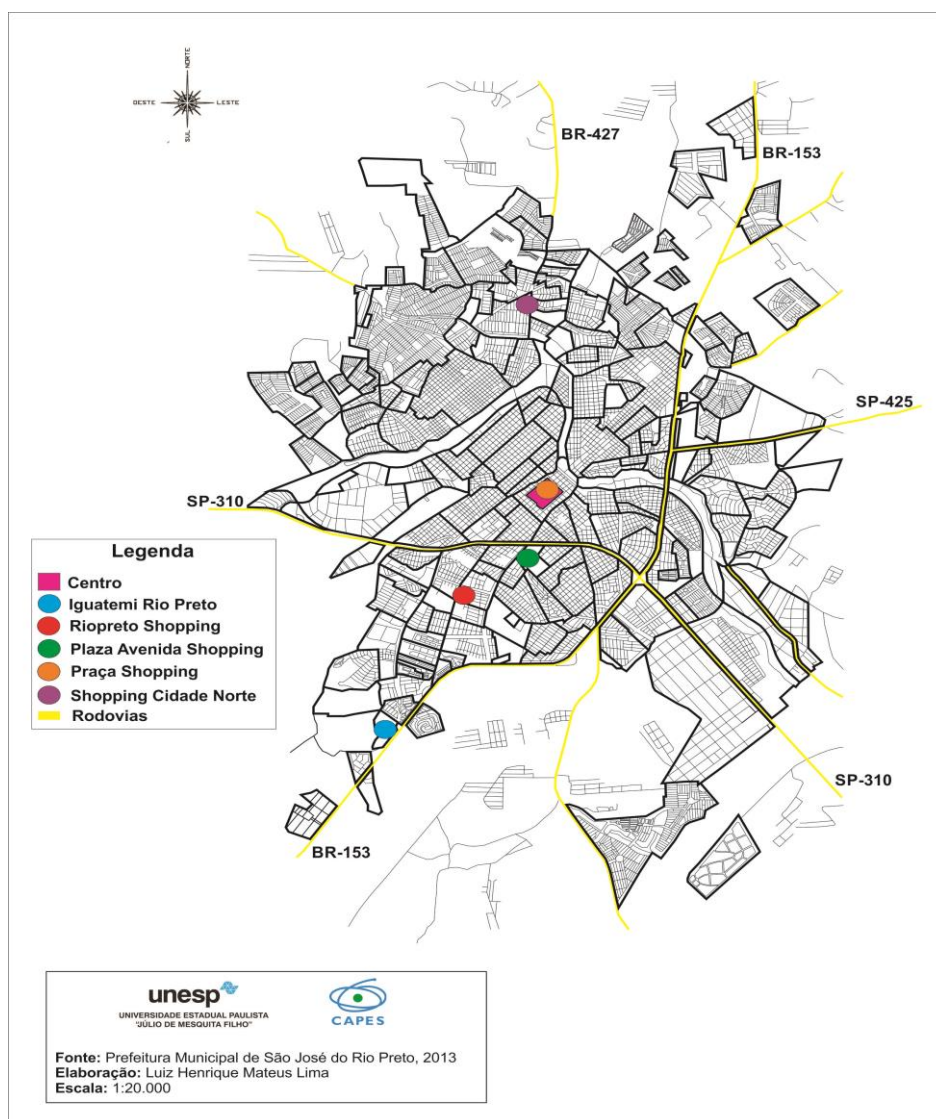 NORTE
OESTE
LESTE
SUL
BR-427
BR-153
SP-425
SP-310
Legenda
Centro
Iguatemi Rio Preto
Riopreto Shopping
Plaza Avenida Shopping
Praça Shopping
Shopping Cidade Norte
Rodovias
SP-310
BR-153
unesp
UNIVERSIDADE ESTADUAL PAULISTA
"JÚLIO DE MESQUITA FILHO"
CAPES
Fonte: Prefeitura Municipal de São José do Rio Preto, 2013
Elaboração: Luiz Henrique Mateus Lima
Escala: 1:20.000